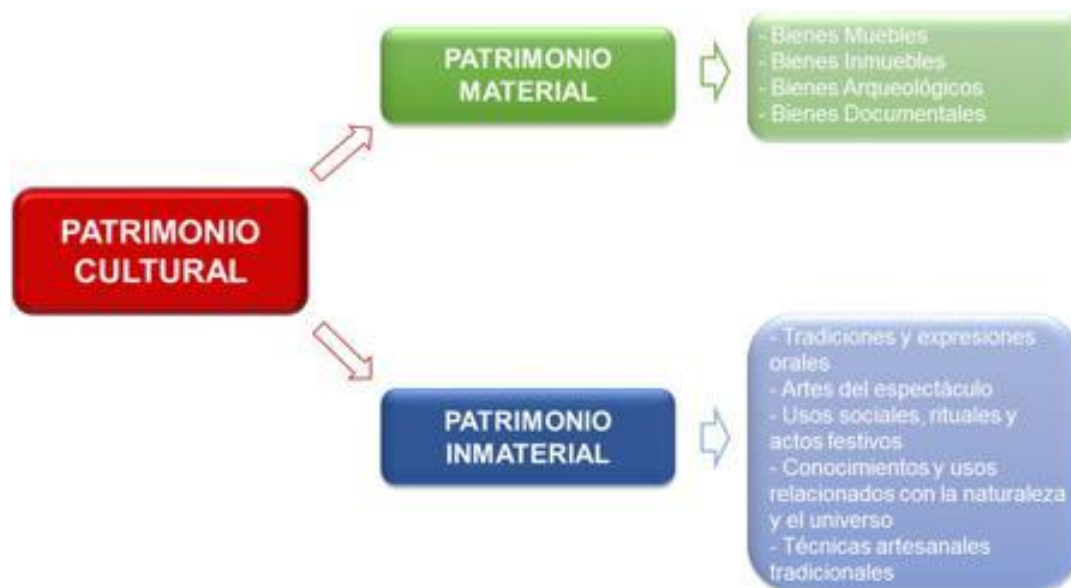 PATRIMONIO
CULTURAL
PATRIMONIO
MATERIAL
- Bienes Muebles
- Bienes Inmuebles
- Bienes Arqueológicos
- Bienes Documentales
PATRIMONIO
INMATERIAL
- Tradiciones y expresiones
orales
- Artes del espectáculo
- Usos sociales, rituales y
actos festivos
- Conocimientos y usos
relacionados con la naturaleza
y el universo
- Técnicas artesanales
tradicionales